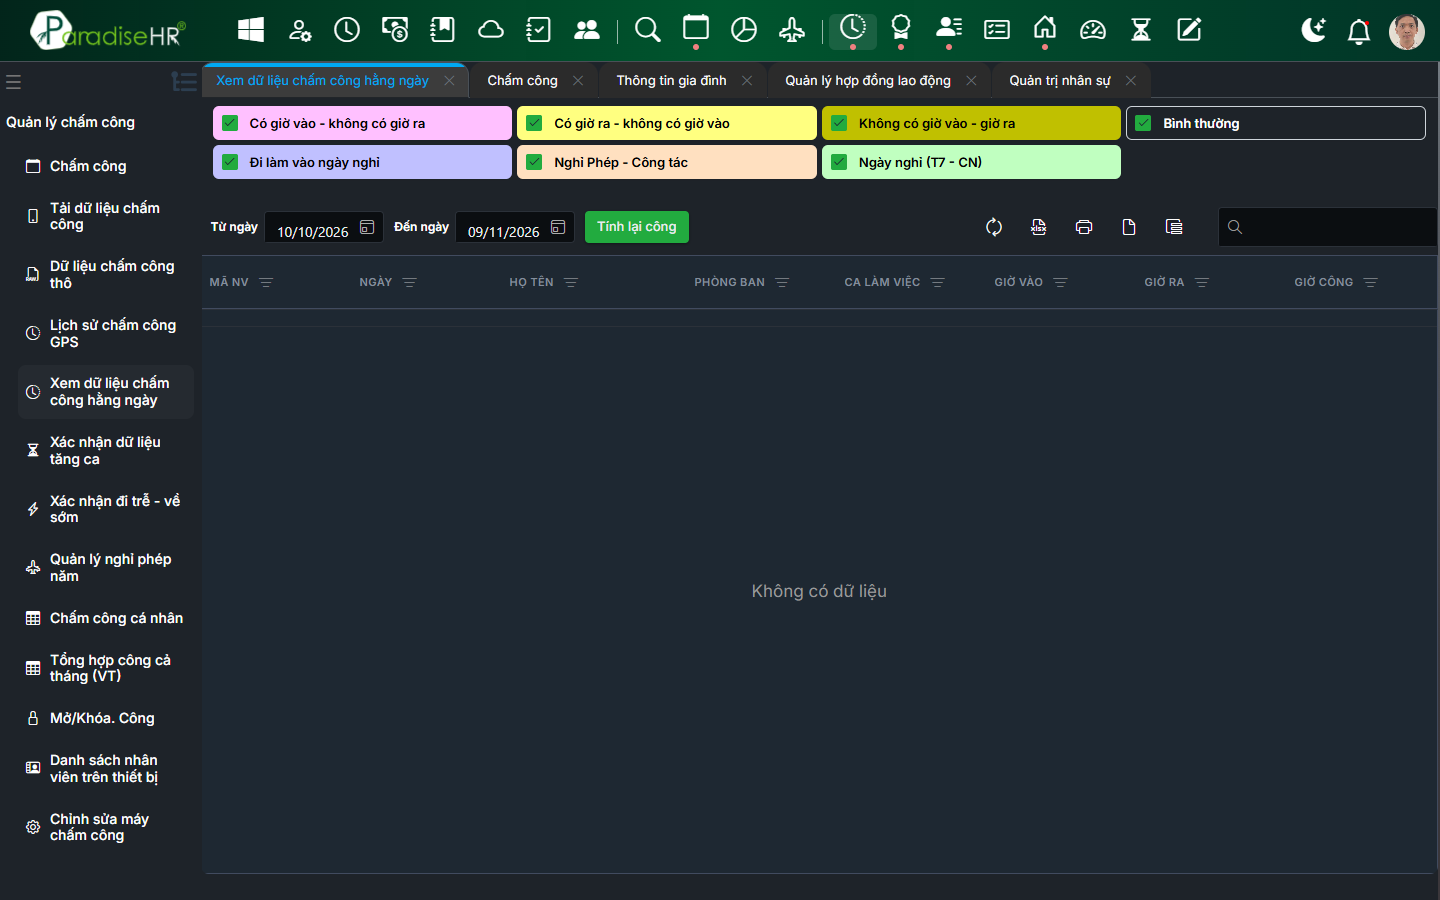 ParadiseHR®
Xem dữ liệu chấm công hằng ngày
Chấm công
Thông tin gia đình
Quản lý hợp đồng lao động
Quản trị nhân sự
Quản lý chấm công
Chấm công
Tải dữ liệu chấm
công
Dữ liệu chấm công
thô
Lịch sử chấm công
GPS
Xem dữ liệu chấm
công hằng ngày
Xác nhận dữ liệu
tăng ca
Xác nhận đi trễ - về
sớm
Quản lý nghỉ phép
năm
Chấm công cá nhân
Tổng hợp công cả
tháng (VT)
Mở/Khóa. Công
Danh sách nhân
viên trên thiết bị
Chỉnh sửa máy
chấm công
Có giờ vào - không có giờ ra
Có giờ ra - không có giờ vào
Không có giờ vào - giờ ra
Bình thường
Đi làm vào ngày nghỉ
Nghỉ Phép - Công tác
Ngày nghỉ (T7 - CN)
Từ ngày
10/10/2026
Đến ngày
09/11/2026
Tính lại công
xlsx
MÃ NV
NGÀY
HỌ TÊN
PHÒNG BAN
CA LÀM VIỆC
GIỜ VÀO
GIỜ RA
GIỜ CÔNG
Không có dữ liệu